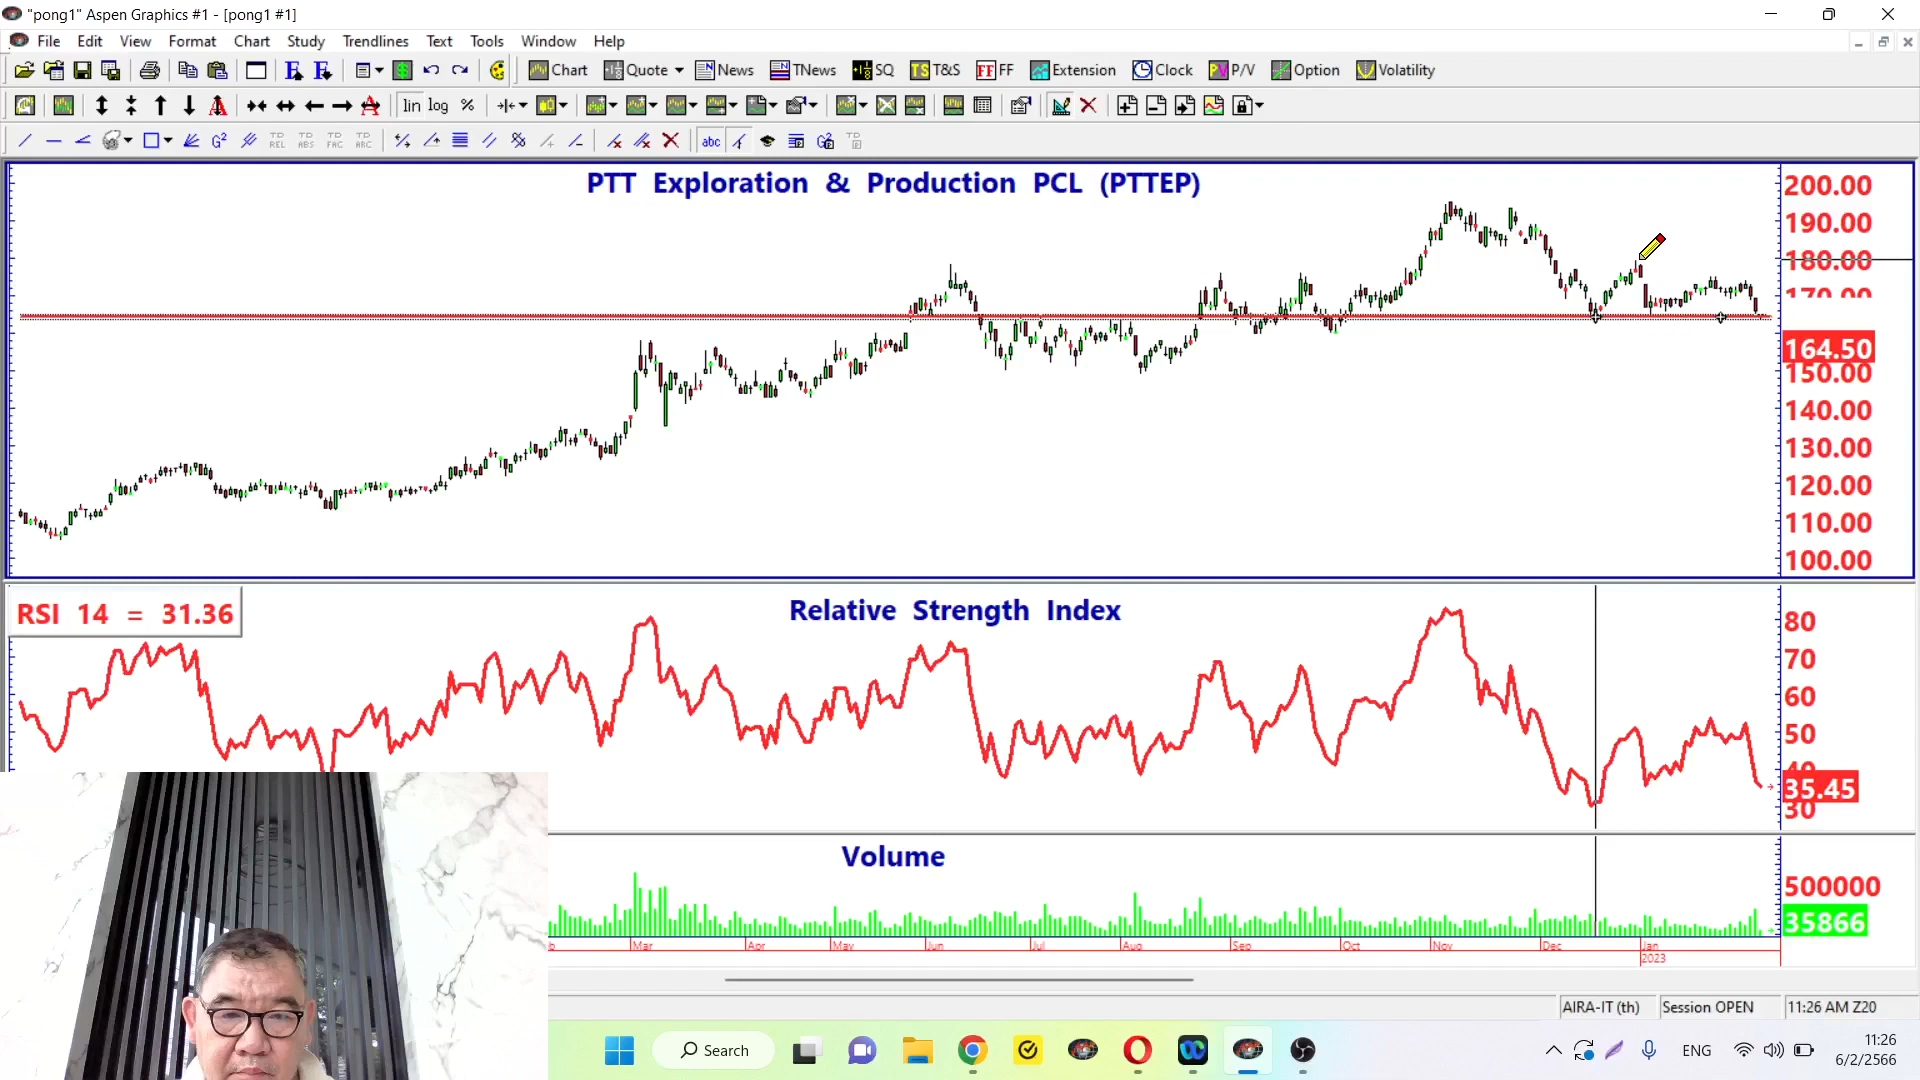 "pong1" Aspen Graphics #1 - [pong1 #1]
File Edit View Format Chart Study Trendlines Text Tools Window Help
Chart Quote News TNews SQ T&S FF Extension Clock P/V Option Volatility
lin log %
abc
PTT Exploration & Production PCL (PTTEP)
200.00
190.00
180.00
170.00
164.50
150.00
140.00
130.00
120.00
110.00
100.00
RSI 14 = 31.36
Relative Strength Index
80
70
60
50
40
35.45
30
Volume
500000
35866
b Mar Apr May Jun Jul Aug Sep Oct Nov Dec Jan
2023
AIRA-IT (th) Session OPEN 11:26 AM Z20
Search
ENG
11:26
6/2/2566